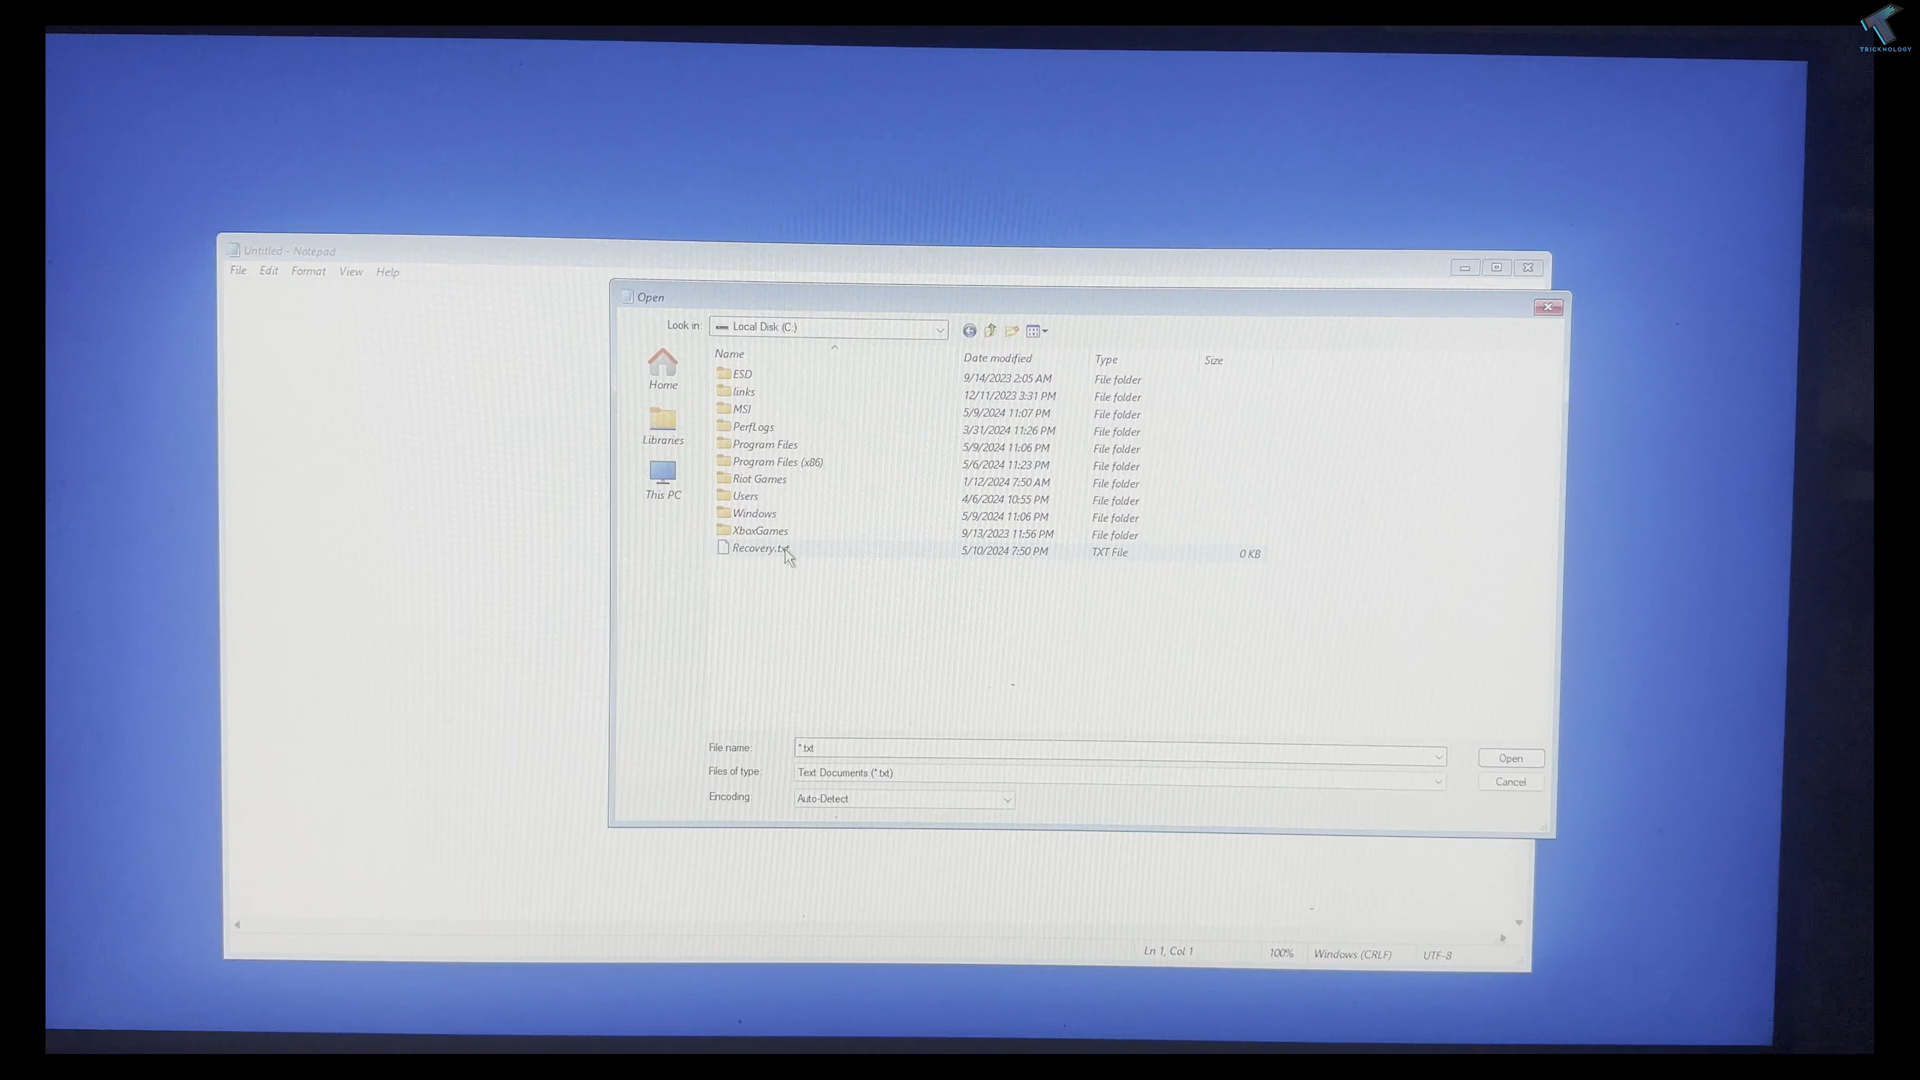 TRICKNOLOGY
Untitled - Notepad
File Edit Format View Help
Open
Look in: Local Disk (C:)
Name Date modified Type Size
ESD 9/14/2023 2:05 AM File folder
links 12/11/2023 3:31 PM File folder
MSI 5/9/2024 11:07 PM File folder
PerfLogs 3/31/2024 11:26 PM File folder
Program Files 5/9/2024 11:06 PM File folder
Program Files (x86) 5/6/2024 11:23 PM File folder
Riot Games 1/12/2024 7:50 AM File folder
Users 4/6/2024 10:55 PM File folder
Windows 5/9/2024 11:06 PM File folder
XboxGames 9/13/2023 11:56 PM File folder
Recovery.txt 5/10/2024 7:50 PM TXT File 0 KB
Home
Libraries
This PC
File name: *.txt Open
Files of type: Text Documents (*.txt) Cancel
Encoding: Auto-Detect
Ln 1, Col 1 100% Windows (CRLF) UTF-8